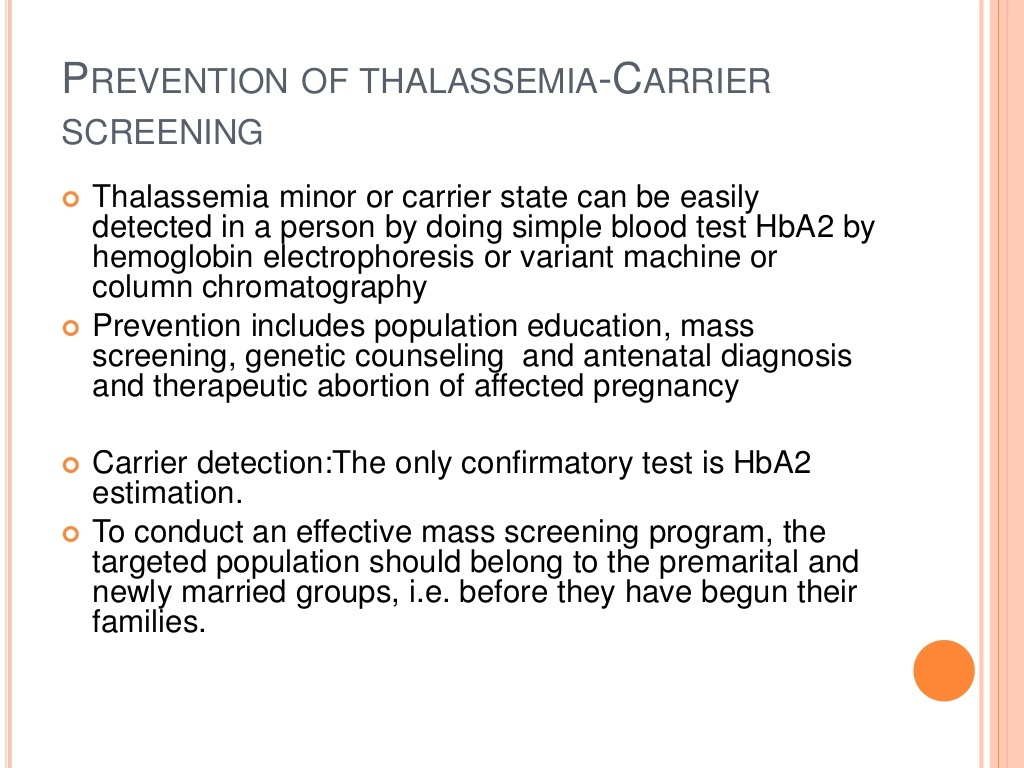 Prevention of thalassemia-Carrier
screening
Thalassemia minor or carrier state can be easily
detected in a person by doing simple blood test HbA2 by
hemoglobin electrophoresis or variant machine or
column chromatography
Prevention includes population education, mass
screening, genetic counseling  and antenatal diagnosis
and therapeutic abortion of affected pregnancy
Carrier detection:The only confirmatory test is HbA2
estimation.
To conduct an effective mass screening program, the
targeted population should belong to the premarital and
newly married groups, i.e. before they have begun their
families.